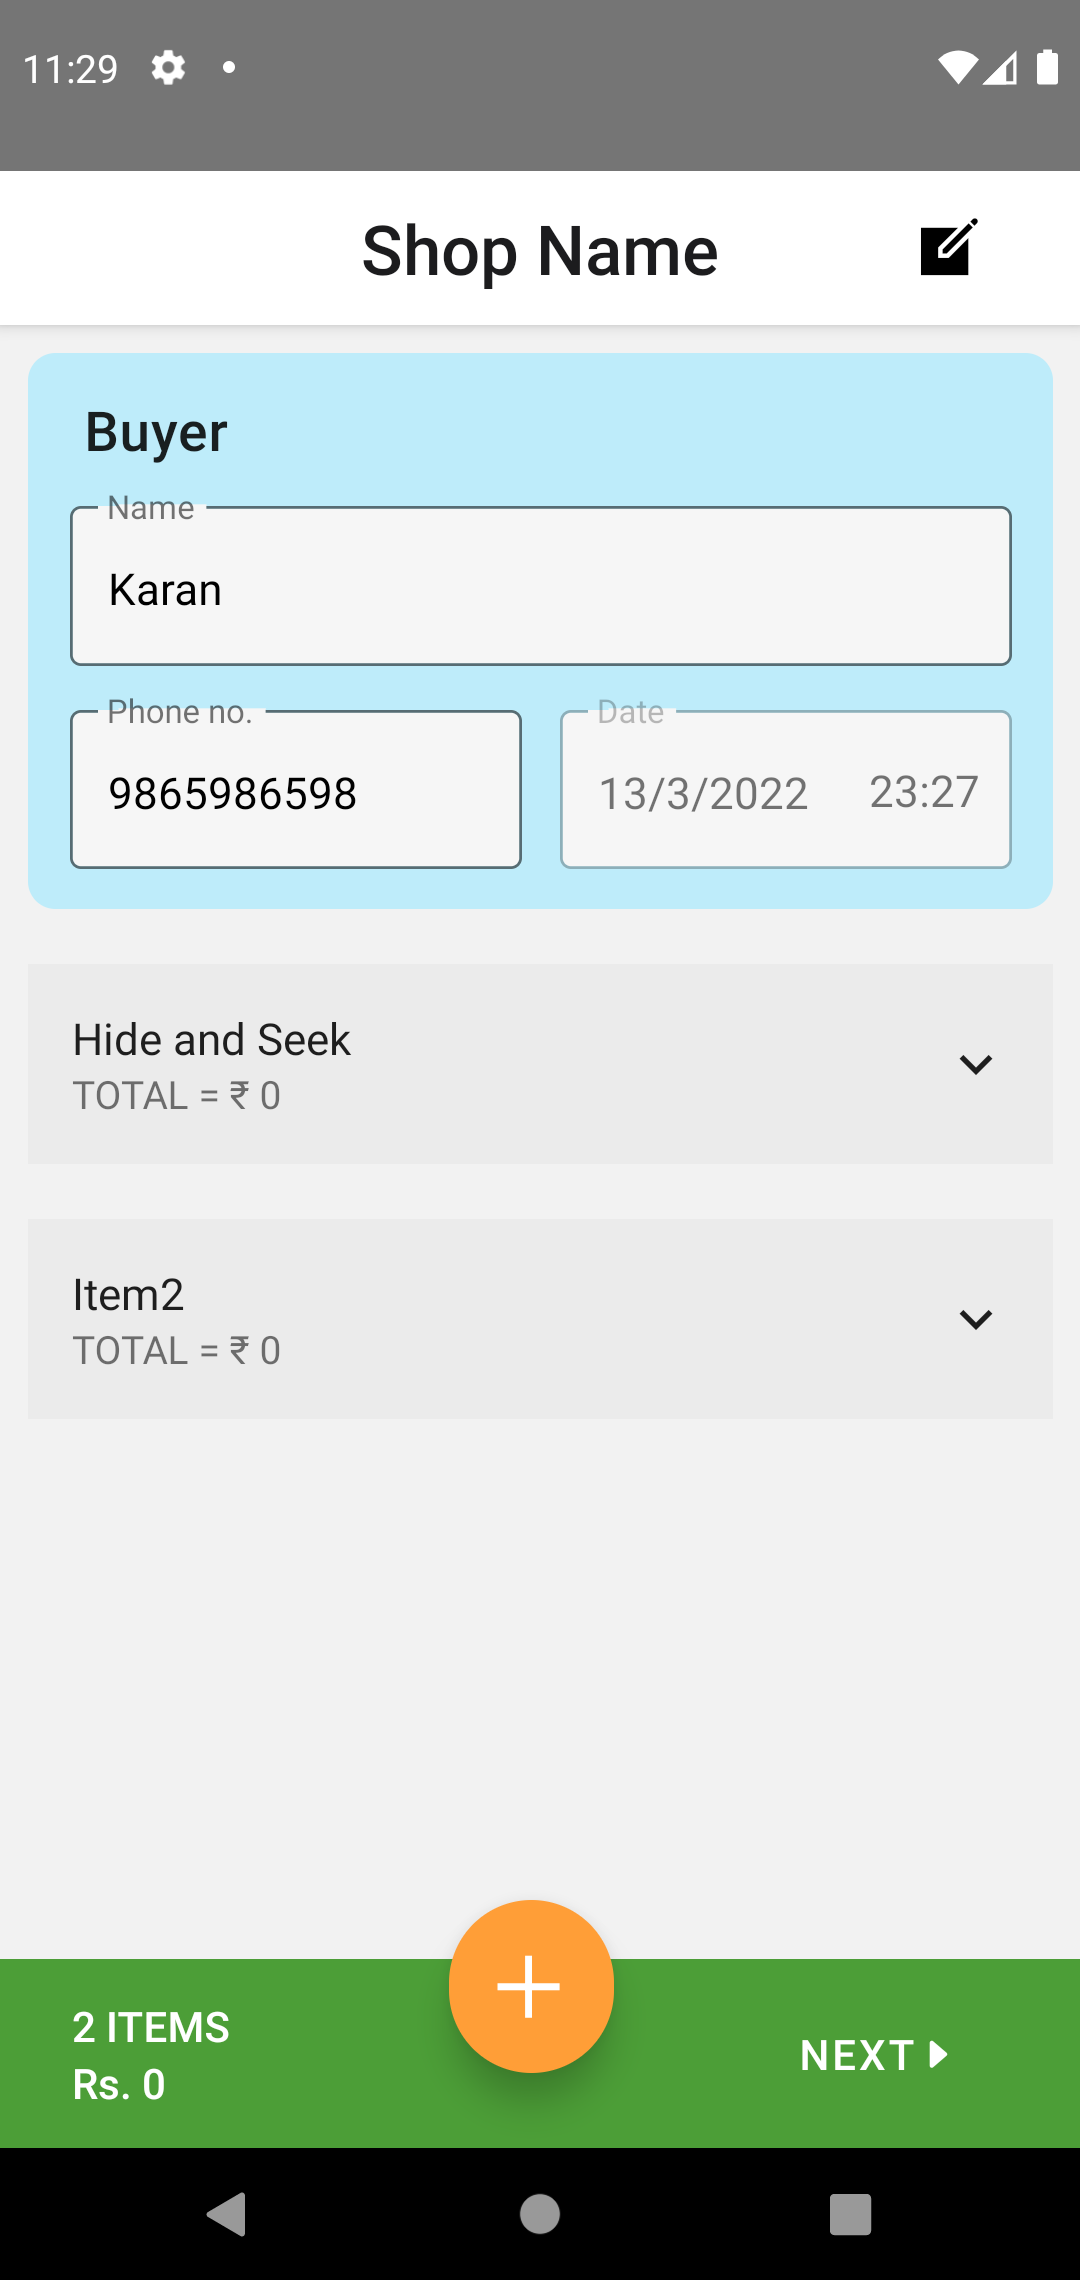 11:29
Shop Name
Buyer
Name
Karan
Phone no.
Date
9865986598
13/3/2022
23:27
Hide and Seek
TOTAL = ₹ 0
Item2
TOTAL = ₹ 0
2 ITEMS
Rs. 0
NEXT